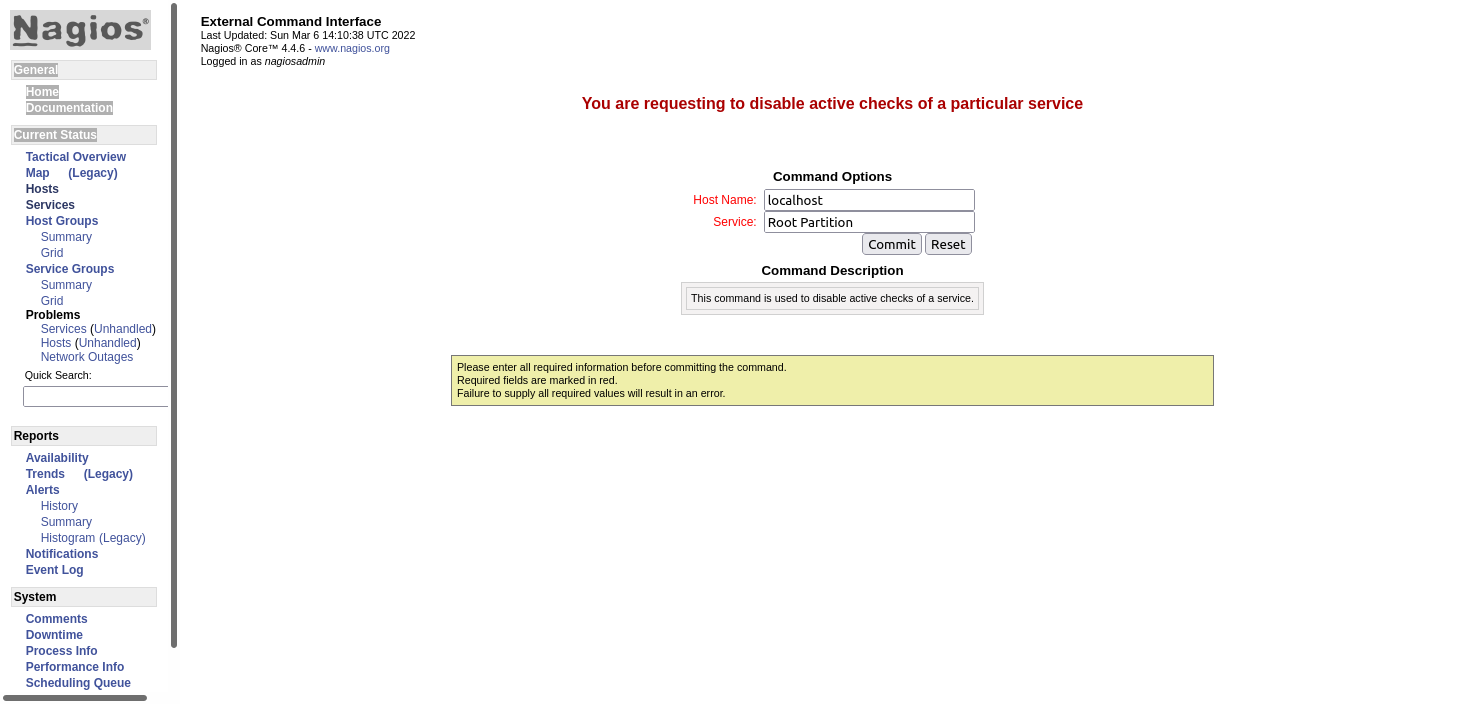 Nagios®
General
Home
Documentation
Current Status
Tactical Overview
Map (Legacy)
Hosts
Services
Host Groups
Summary
Grid
Service Groups
Summary
Grid
Problems
Services (Unhandled)
Hosts (Unhandled)
Network Outages
Quick Search:
Reports
Availability
Trends (Legacy)
Alerts
History
Summary
Histogram (Legacy)
Notifications
Event Log
System
Comments
Downtime
Process Info
Performance Info
Scheduling Queue
External Command Interface
Last Updated: Sun Mar 6 14:10:38 UTC 2022
Nagios® Core™ 4.4.6 - www.nagios.org
Logged in as nagiosadmin
You are requesting to disable active checks of a particular service
Command Options
Host Name: localhost
Service: Root Partition
Commit Reset
Command Description
This command is used to disable active checks of a service.
Please enter all required information before committing the command.
Required fields are marked in red.
Failure to supply all required values will result in an error.